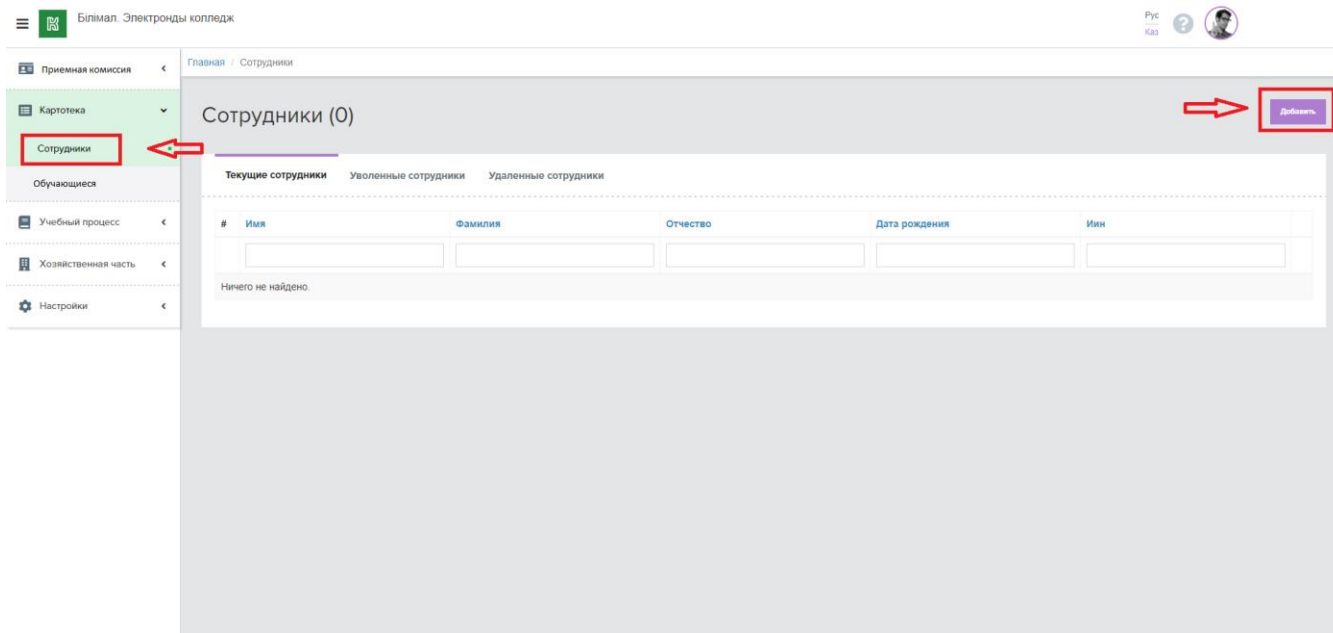 Білімал. Электронды колледж
Рус
Каз
Приемная комиссия
Главная / Сотрудники
Картотека
Сотрудники (0)
Добавить
Сотрудники
Обучающиеся
Текущие сотрудники Уволенные сотрудники Удаленные сотрудники
Учебный процесс
# Имя Фамилия Отчество Дата рождения Иин
Хозяйственная часть
Ничего не найдено.
Настройки